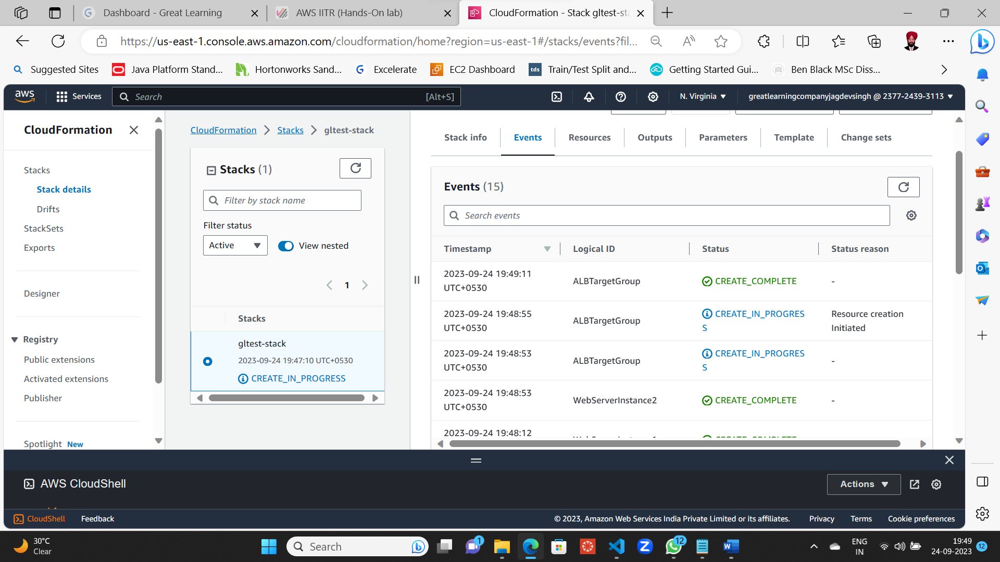 Dashboard - Great Learning
AWS IITR (Hands-On lab)
CloudFormation - Stack gltest-sta
https://us-east-1.console.aws.amazon.com/cloudformation/home?region=us-east-1#/stacks/events?fil...
Suggested Sites
Java Platform Stand...
Hortonworks Sand...
Excelerate
EC2 Dashboard
tds
Train/Test Split and...
Getting Started Gui...
Ben Black MSc Diss...
aws
Services
Search
[Alt+S]
N. Virginia
greatlearningcompanyjagdevsingh @ 2377-2439-3113
CloudFormation
Stacks
Stack details
Drifts
StackSets
Exports
Designer
Registry
Public extensions
Activated extensions
Publisher
Spotlight New
CloudFormation
Stacks
gltest-stack
Stacks (1)
Filter by stack name
Filter status
Active
View nested
1
Stacks
gltest-stack
2023-09-24 19:47:10 UTC+0530
CREATE_IN_PROGRESS
Stack info
Events
Resources
Outputs
Parameters
Template
Change sets
Events (15)
Search events
Timestamp
Logical ID
Status
Status reason
2023-09-24 19:49:11
UTC+0530
ALBTargetGroup
CREATE_COMPLETE
-
2023-09-24 19:48:55
UTC+0530
ALBTargetGroup
CREATE_IN_PROGRES
S
Resource creation
Initiated
2023-09-24 19:48:53
UTC+0530
ALBTargetGroup
CREATE_IN_PROGRES
S
-
2023-09-24 19:48:53
UTC+0530
WebServerInstance2
CREATE_COMPLETE
-
2023-09-24 19:48:12
AWS CloudShell
Actions
CloudShell
Feedback
© 2023, Amazon Web Services India Private Limited or its affiliates.
Privacy
Terms
Cookie preferences
30°C
Clear
Search
1
12
ENG
IN
19:49
24-09-2023
12